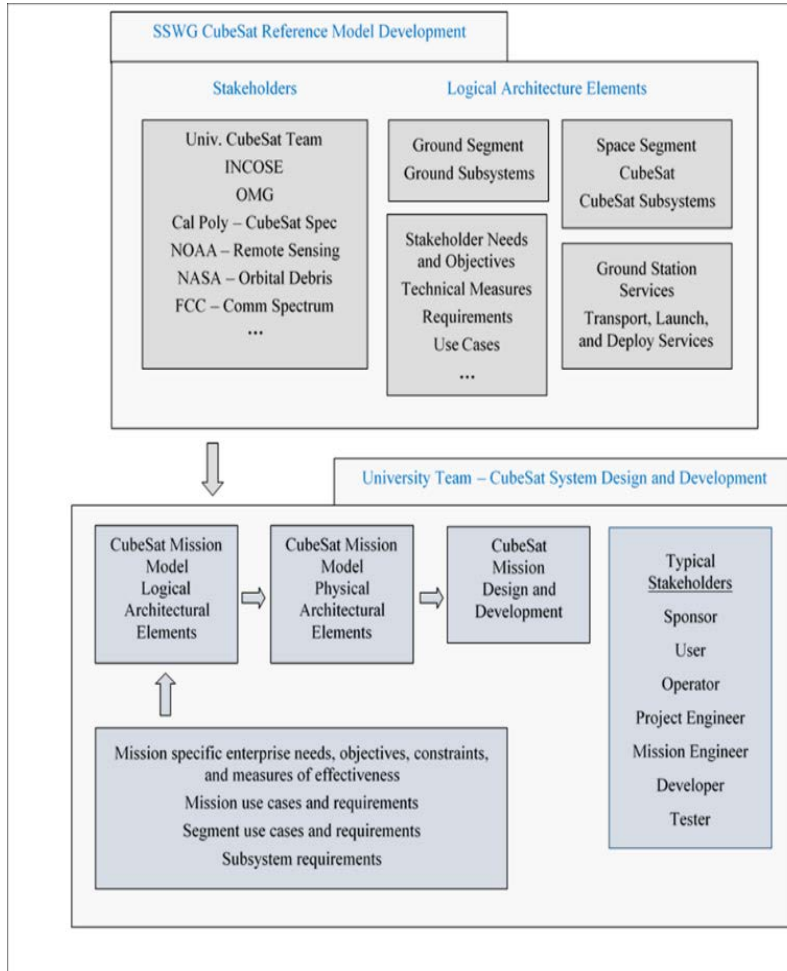 SSWG CubeSat Reference Model Development
Stakeholders
Univ. CubeSat Team
INCOSE
OMG
Cal Poly – CubeSat Spec
NOAA – Remote Sensing
NASA – Orbital Debris
FCC – Comm Spectrum
...
Logical Architecture Elements
Ground Segment
Ground Subsystems
Space Segment
CubeSat
CubeSat Subsystems
Stakeholder Needs
and Objectives
Technical Measures
Requirements
Use Cases
...
Ground Station
Services
Transport, Launch,
and Deploy Services
University Team – CubeSat System Design and Development
CubeSat Mission
Model
Logical
Architectural
Elements
CubeSat Mission
Model
Physical
Architectural
Elements
CubeSat
Mission
Design and
Development
Typical
Stakeholders
Sponsor
User
Operator
Project Engineer
Mission Engineer
Developer
Tester
Mission specific enterprise needs, objectives, constraints,
and measures of effectiveness
Mission use cases and requirements
Segment use cases and requirements
Subsystem requirements